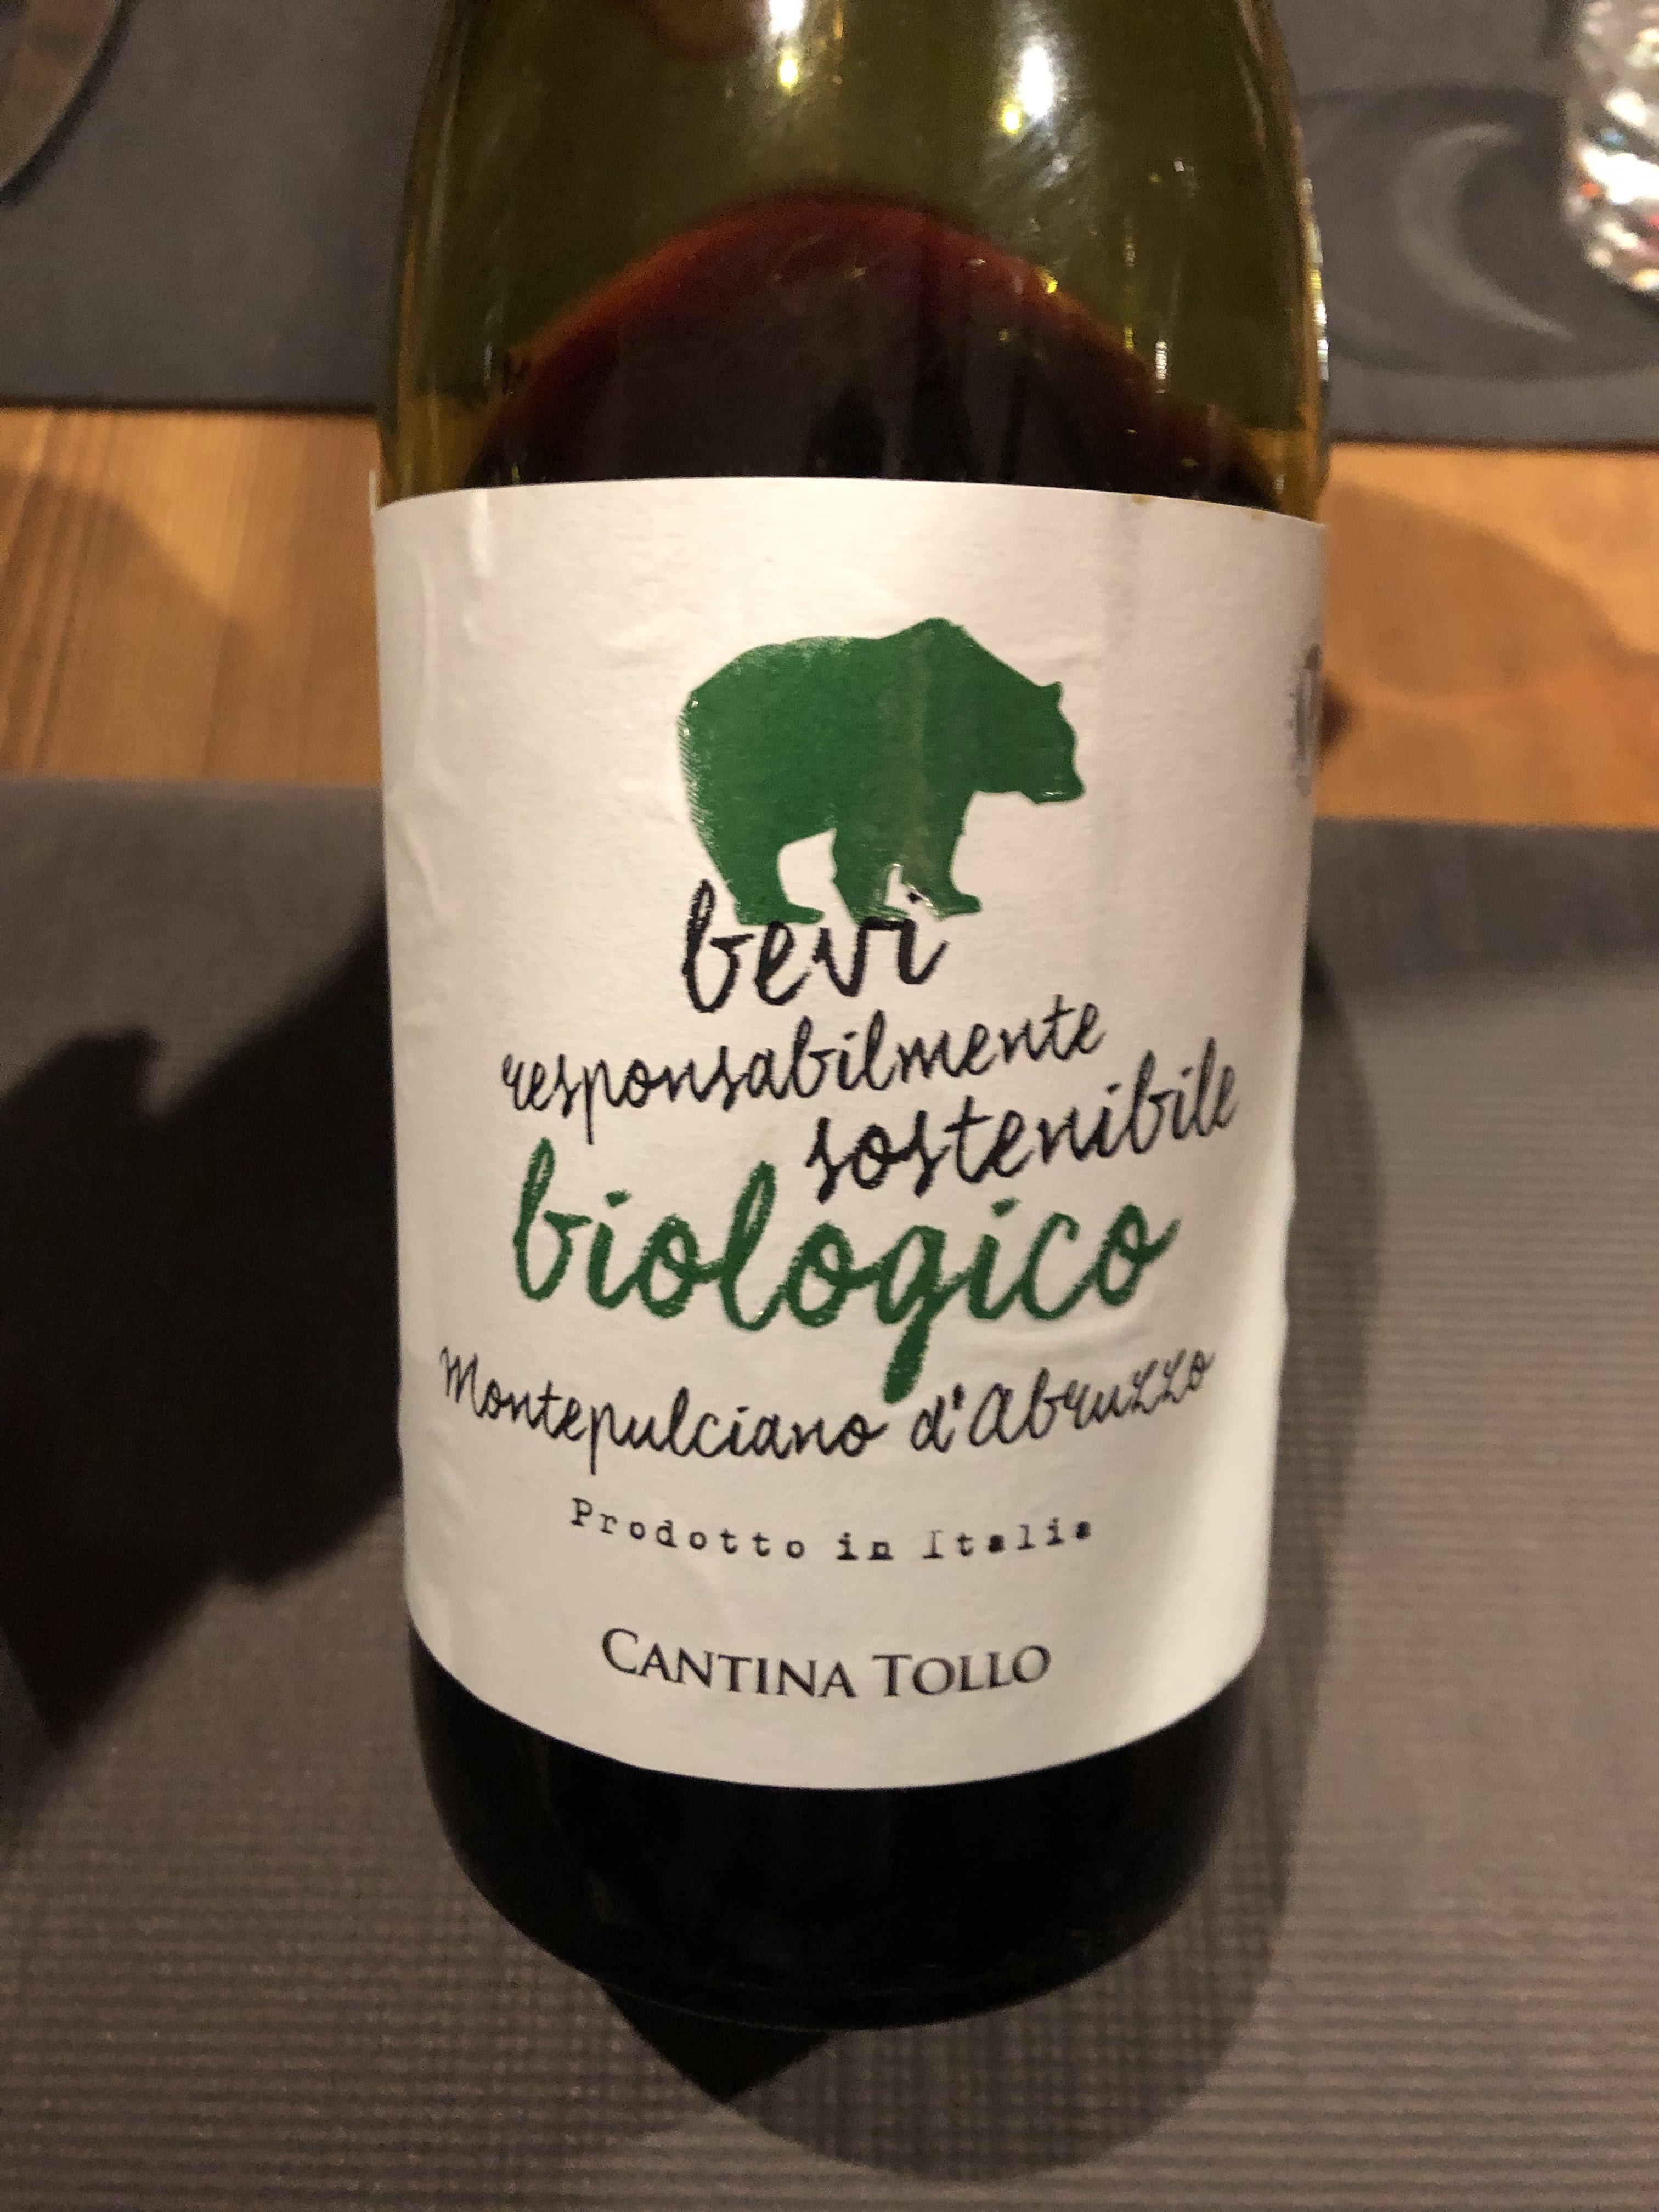 bevi
responsabilmente
sostenibile
biologico
Montepulciano d'Abruzzo
Prodotto in Italia
CANTINA TOLLO